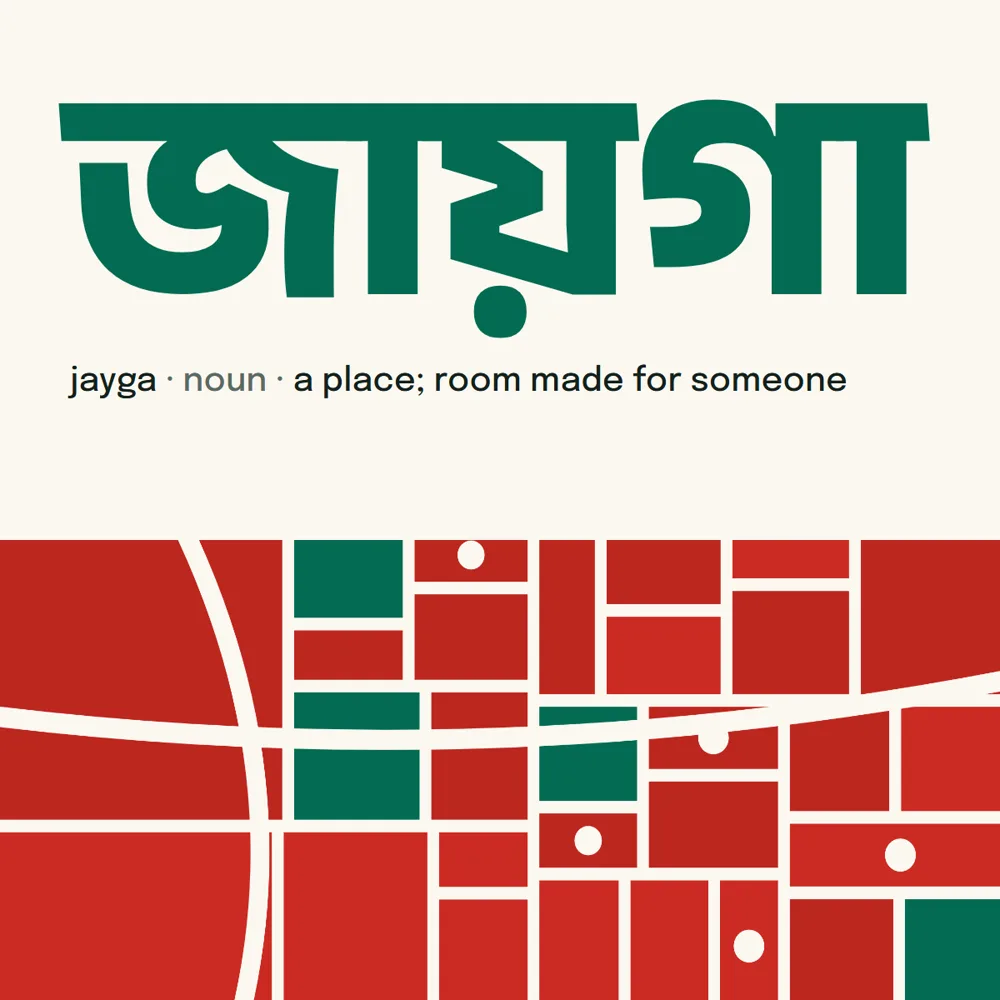 জায়গা
jayga · noun · a place; room made for someone